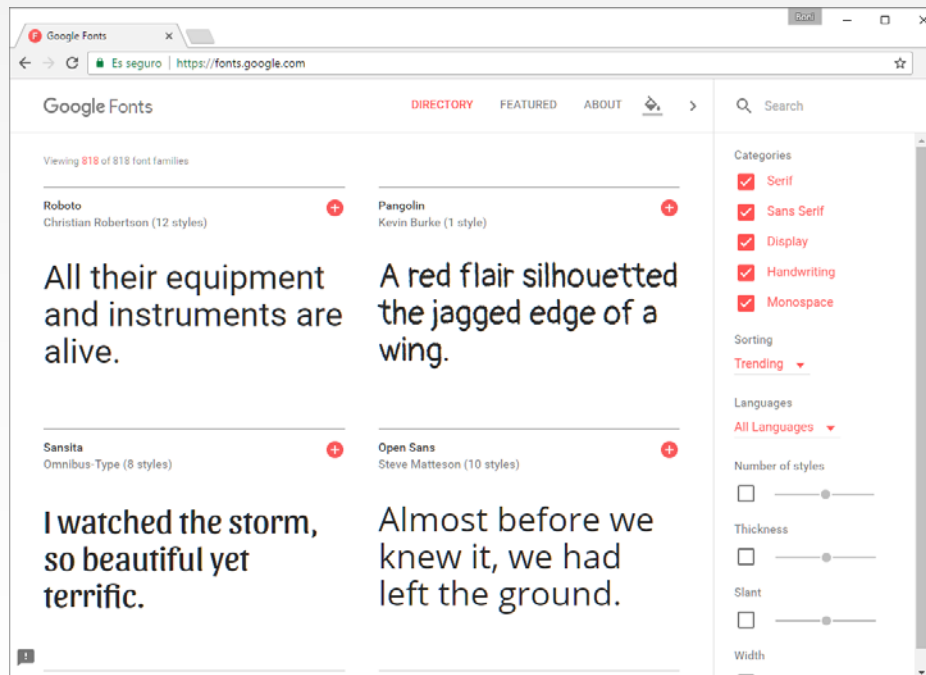 Boni
Google Fonts
Es seguro
https://fonts.google.com
Google Fonts
DIRECTORY
FEATURED
ABOUT
Search
Viewing 818 of 818 font families
Roboto
Christian Robertson (12 styles)
All their equipment
and instruments are
alive.
Pangolin
Kevin Burke (1 style)
A red flair silhouetted
the jagged edge of a
wing.
Sansita
Omnibus-Type (8 styles)
I watched the storm,
so beautiful yet
terrific.
Open Sans
Steve Matteson (10 styles)
Almost before we
knew it, we had
left the ground.
Categories
Serif
Sans Serif
Display
Handwriting
Monospace
Sorting
Trending
Languages
All Languages
Number of styles
Thickness
Slant
Width